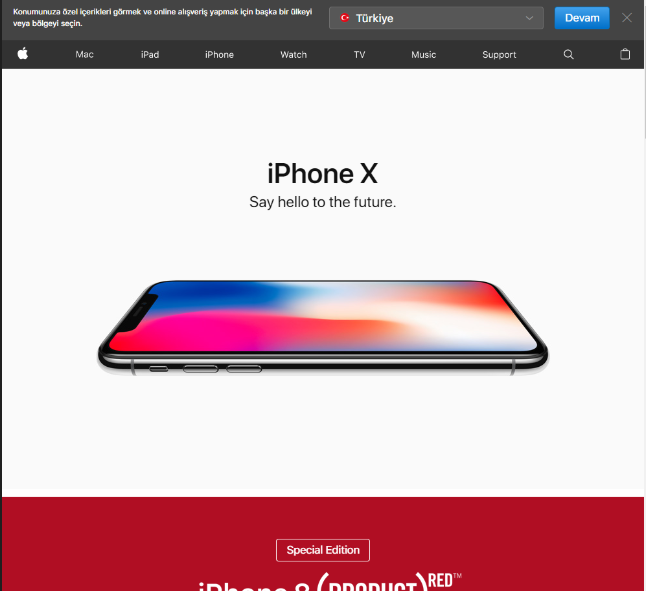 Konumunuza özel içerikleri görmek ve online alışveriş yapmak için başka bir ülkeyi
veya bölgeyi seçin.
Türkiye
Devam
Mac iPad iPhone Watch TV Music Support
iPhone X
Say hello to the future.
Special Edition
iPhone 8 (PRODUCT)RED™